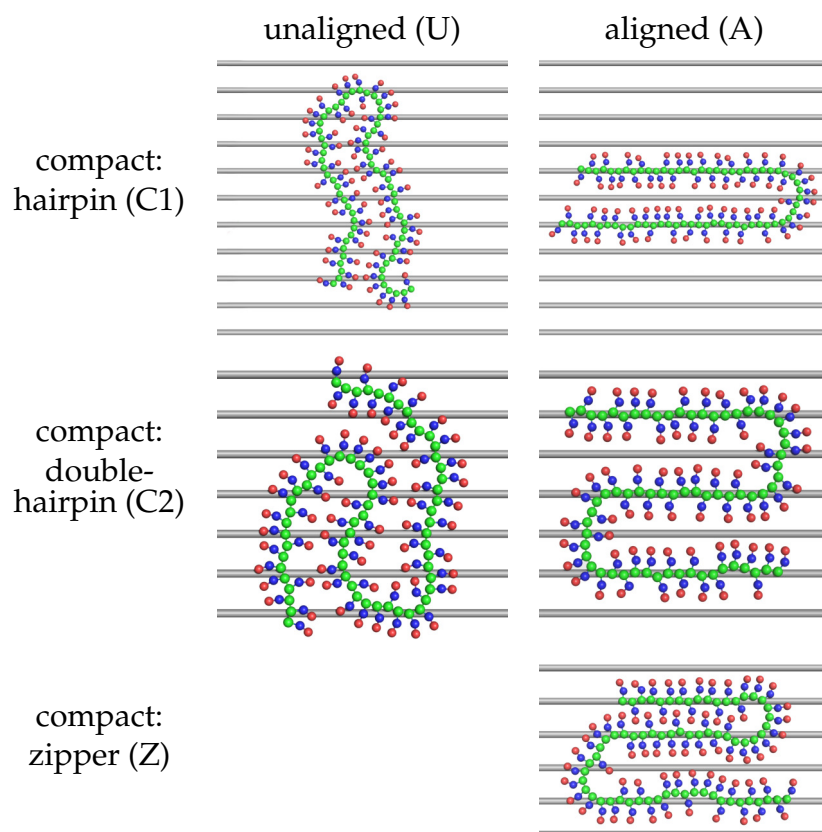 unaligned (U)
aligned (A)
compact:
hairpin (C1)
compact:
double-
hairpin (C2)
compact:
zipper (Z)